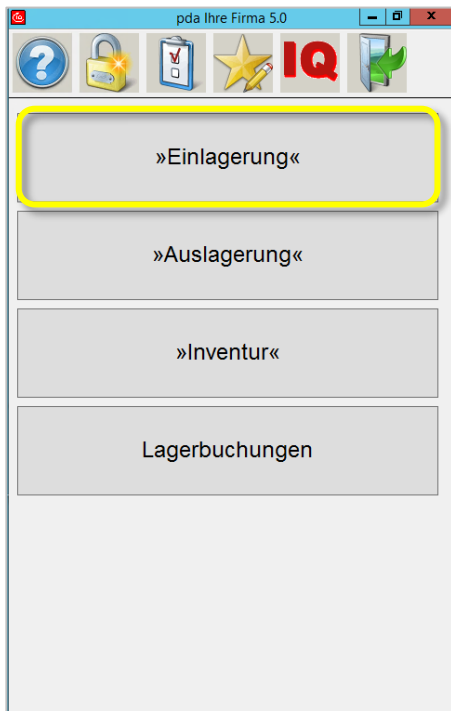 pda Ihre Firma 5.0
IQ
»Einlagerung«
»Auslagerung«
»Inventur«
Lagerbuchungen